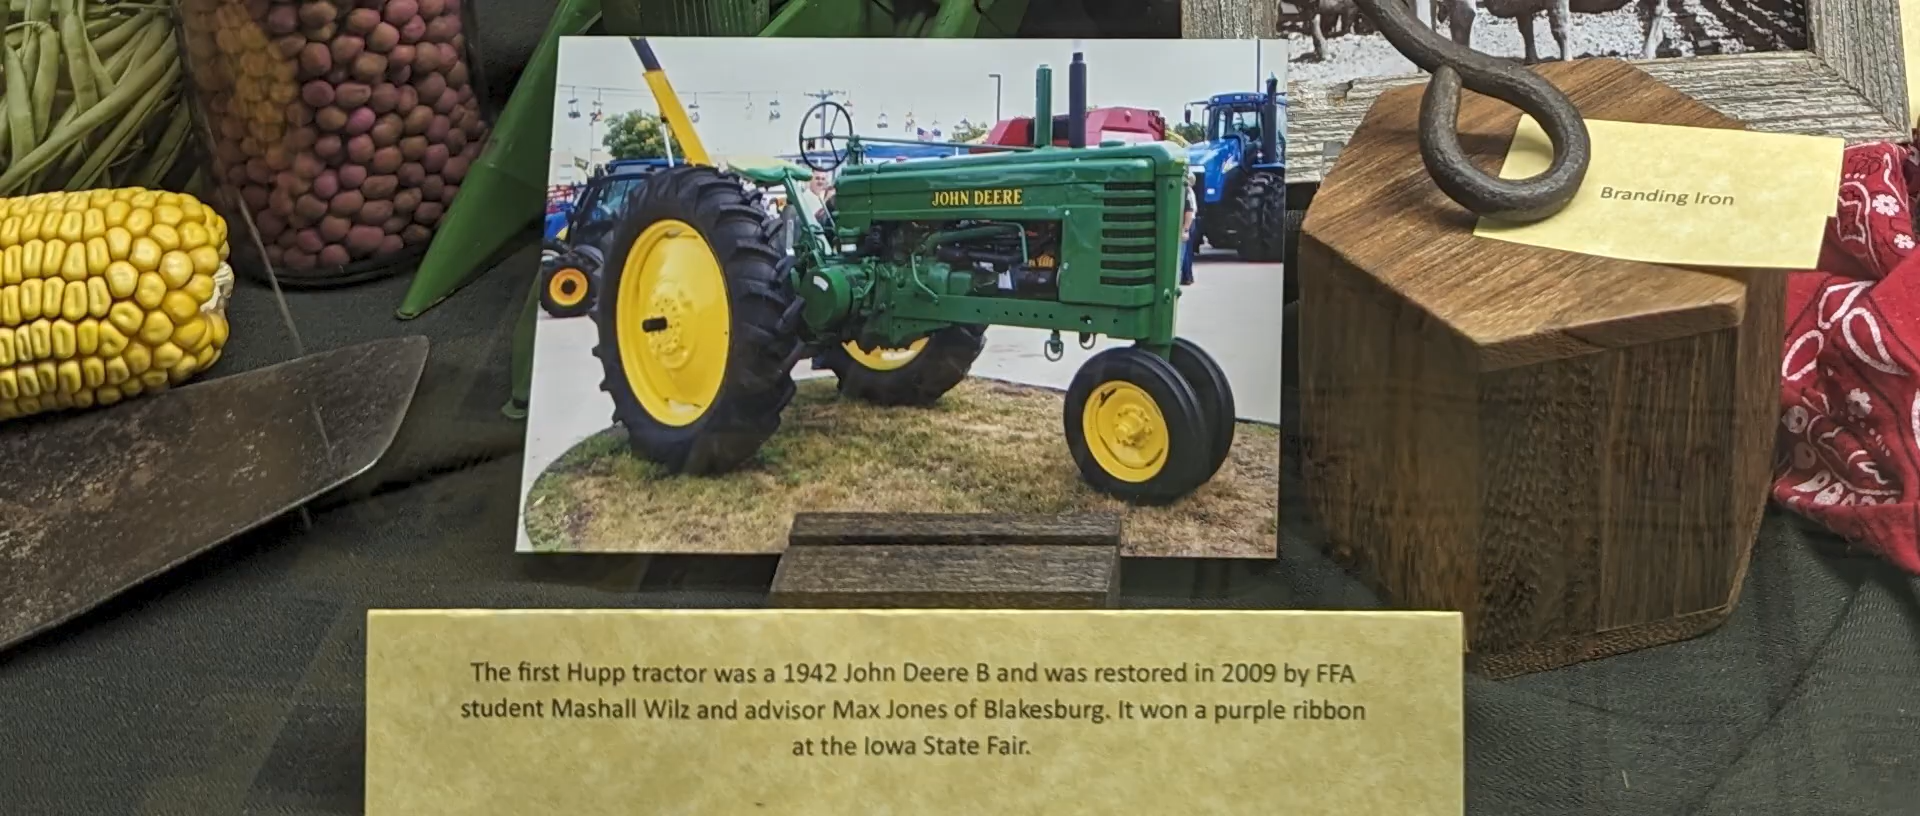 JOHN DEERE
Branding Iron
The first Hupp tractor was a 1942 John Deere B and was restored in 2009 by FFA
student Mashall Wilz and advisor Max Jones of Blakesburg. It won a purple ribbon
at the Iowa State Fair.